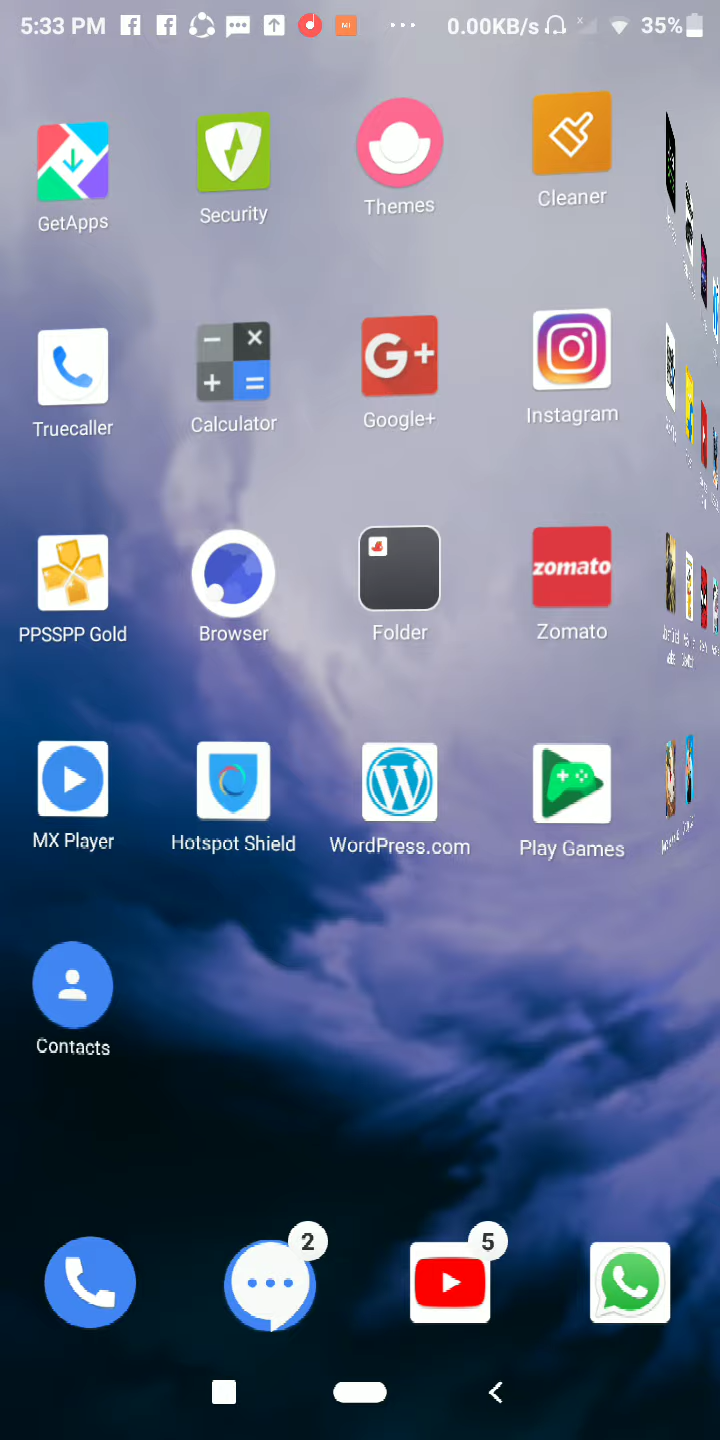 5:33 PM
0.00KB/s
35%
GetApps
Security
Themes
Cleaner
Truecaller
Calculator
G+
Google+
Instagram
PPSSPP Gold
Browser
Folder
zomato
Zomato
MX Player
Hotspot Shield
WordPress.com
Play Games
Contacts
2
5